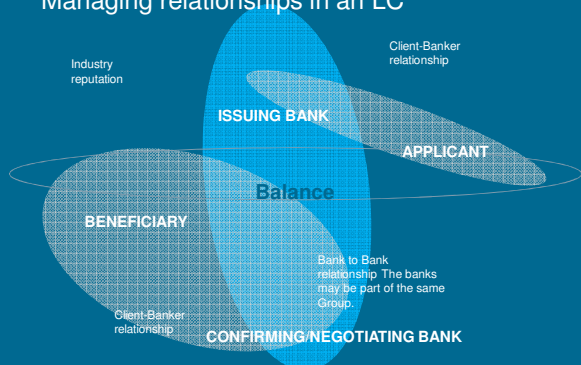 Managing relationships in an LC
Client-Banker
relationship
Industry
reputation
ISSUING BANK
APPLICANT
Balance
BENEFICIARY
Bank to Bank
relationship The banks
may be part of the same
Group.
Client-Banker
relationship
CONFIRMING/NEGOTIATING BANK